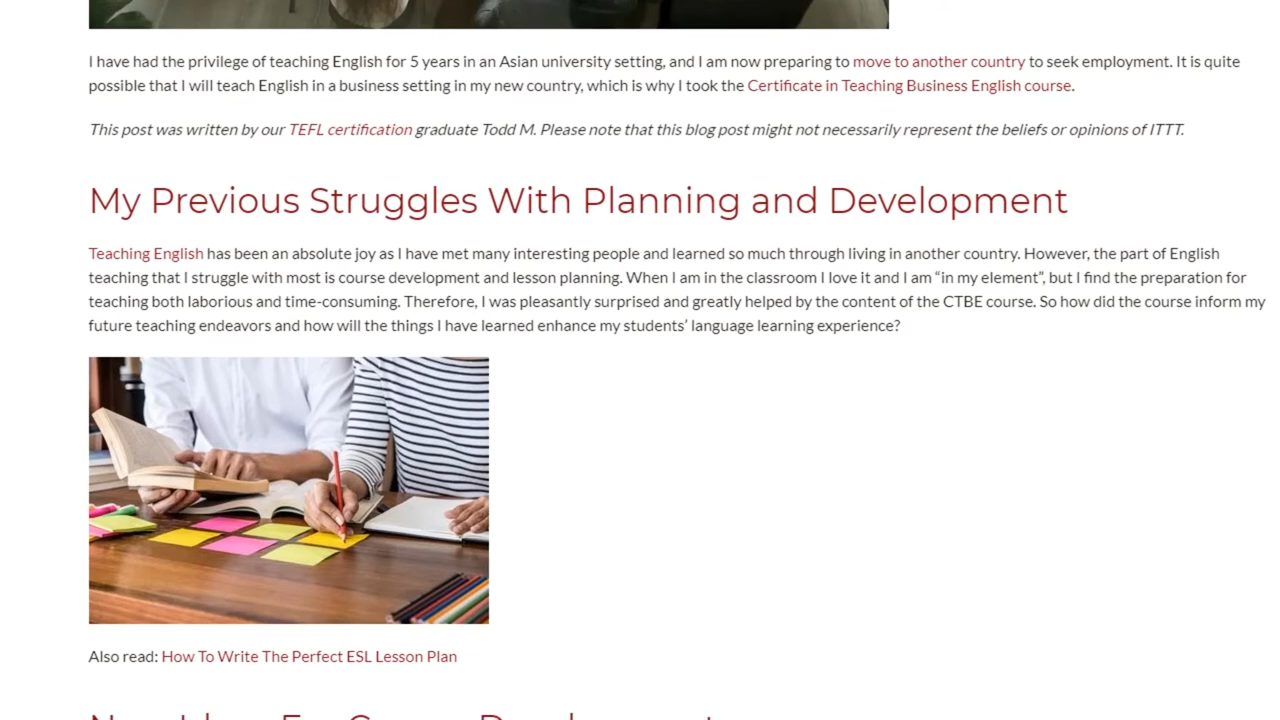 I have had the privilege of teaching English for 5 years in an Asian university setting, and I am now preparing to move to another country to seek employment. It is quite
possible that I will teach English in a business setting in my new country, which is why I took the Certificate in Teaching Business English course.
This post was written by our TEFL certification graduate Todd M. Please note that this blog post might not necessarily represent the beliefs or opinions of ITTT.
My Previous Struggles With Planning and Development
Teaching English has been an absolute joy as I have met many interesting people and learned so much through living in another country. However, the part of English
teaching that I struggle with most is course development and lesson planning. When I am in the classroom I love it and I am “in my element”, but I find the preparation for
teaching both laborious and time-consuming. Therefore, I was pleasantly surprised and greatly helped by the content of the CTBE course. So how did the course inform my
future teaching endeavors and how will the things I have learned enhance my students’ language learning experience?
Also read: How To Write The Perfect ESL Lesson Plan